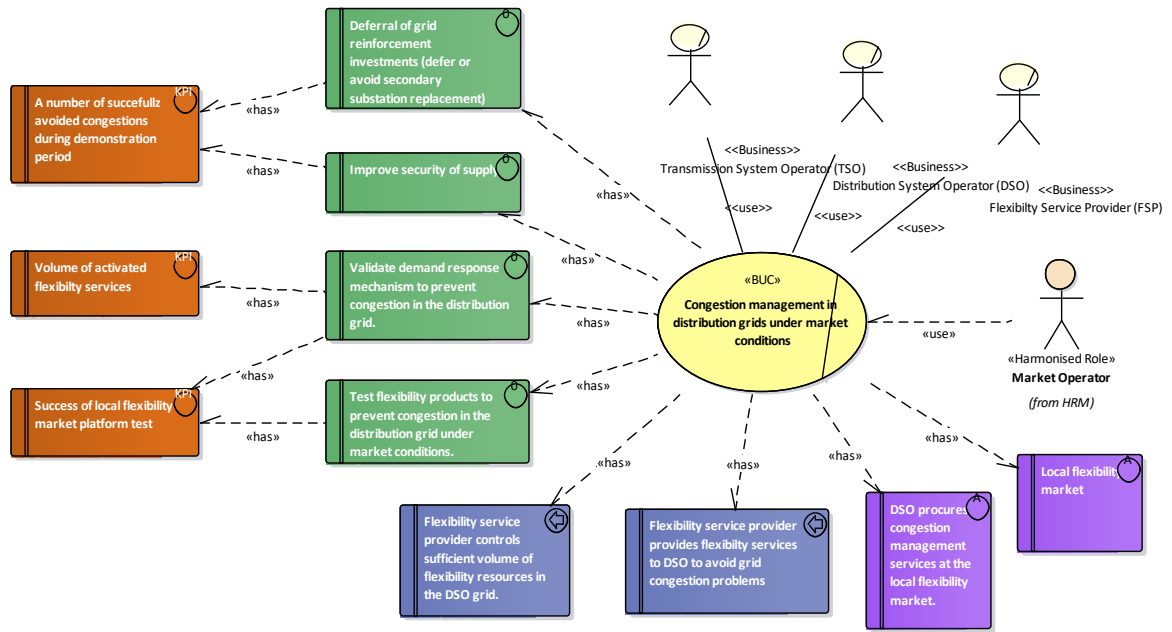 KPI
A number of succefullz
avoided congestions
during demonstration
period
KPI
Volume of activated
flexibilty services
KPI
Success of local flexibility
market platform test
«has»
«has»
«has»
«has»
«has»
O
Deferral of grid
reinforcement
investments (defer or
avoid secondary
substation replacement)
O
Improve security of supply
O
Validate demand response
mechanism to prevent
congestion in the distribution
grid.
O
Test flexibility products to
prevent congestion in the
distribution grid under
market conditions.
«has»
«has»
«has»
«has»
<<Business>>
Transmission System Operator (TSO)
<<Business>>
Distribution System Operator (DSO)
<<Business>>
Flexibilty Service Provider (FSP)
<<use>>
<<use>>
<<use>>
«BUC»
Congestion management in
distribution grids under market
conditions
«use»
«Harmonised Role»
Market Operator
(from HRM)
«has»
«has»
«has»
«has»
Flexibility service
provider controls
sufficient volume of
flexibility resources in
the DSO grid.
Flexibility service provider
provides flexibilty services
to DSO to avoid grid
congestion problems
A
DSO procures
congestion
management
services at the
local flexibility
market.
A
Local flexibility
market